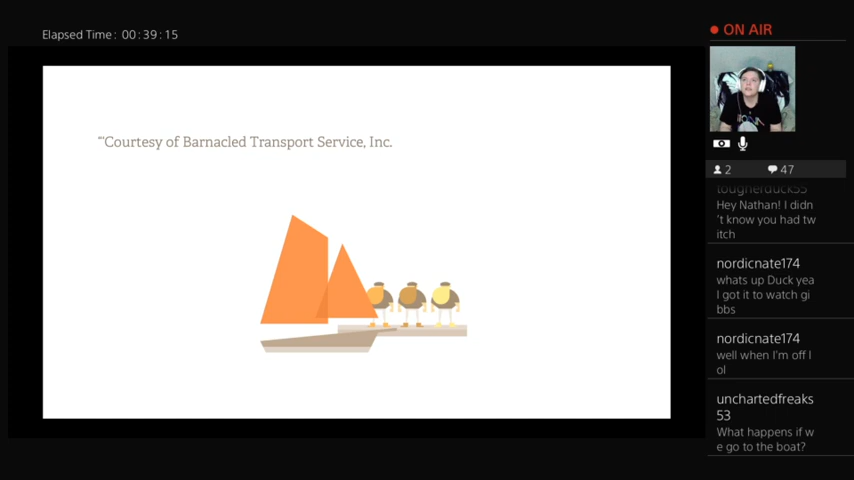 Elapsed Time: 00:39:15
ON AIR
"'Courtesy of Barnacled Transport Service, Inc.
2 47
tougherduck55
Hey Nathan! I didn
't know you had tw
itch
nordicnate174
whats up Duck yea
I got it to watch gi
bbs
nordicnate174
well when I'm off l
ol
unchartedfreaks
53
What happens if w
e go to the boat?